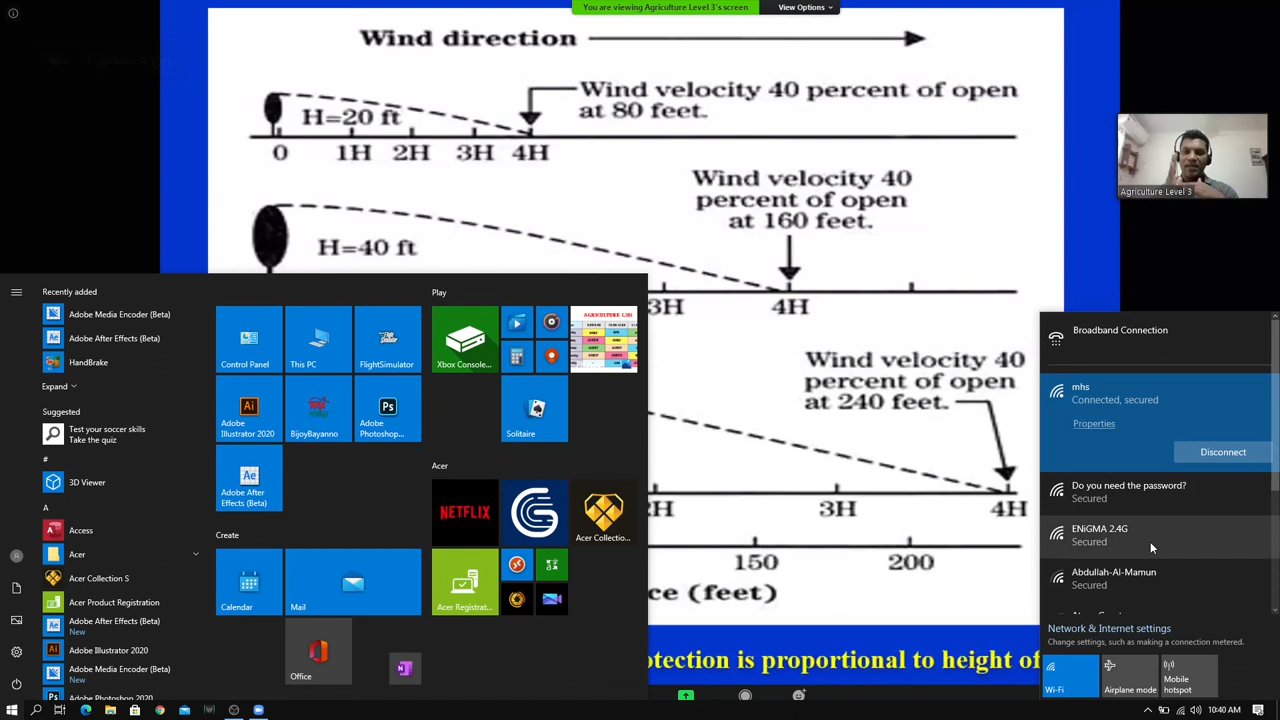 You are viewing Agriculture Level 3's screen
View Options
Wind direction
H=20 ft
Wind velocity 40 percent of open
at 80 feet.
0 1H 2H 3H 4H
Wind velocity 40
percent of open
at 160 feet.
H=40 ft
3H 4H
Wind velocity 40
percent of open
at 240 feet.
3H 4H
150 200
(feet)
otection is proportional to height of
Agriculture Level 3
Recently added
Adobe Media Encoder (Beta)
Adobe After Effects (Beta)
HandBrake
Expand
Suggested
Test your soccer skills
Take the quiz
#
3D Viewer
A
Access
Acer
Acer Collection S
Acer Product Registration
Adobe After Effects (Beta)
New
Adobe Illustrator 2020
Adobe Media Encoder (Beta)
New
Adobe Photoshop 2020
Control Panel
This PC
FlightSimulator
Adobe
Illustrator 2020
BijoyBayanno
Adobe
Photoshop...
Adobe After
Effects (Beta)
Create
Calendar
Mail
Office
Play
Xbox Console...
AGRICULTURE L3S1
Solitaire
Acer
NETFLIX
Acer Collectio...
Acer Registrat...
Broadband Connection
mhs
Connected, secured
Properties
Disconnect
Do you need the password?
Secured
ENiGMA 2.4G
Secured
Abdullah-Al-Mamun
Secured
Network & Internet settings
Change settings, such as making a connection metered.
Wi-Fi
Airplane mode
Mobile
hotspot
10:40 AM